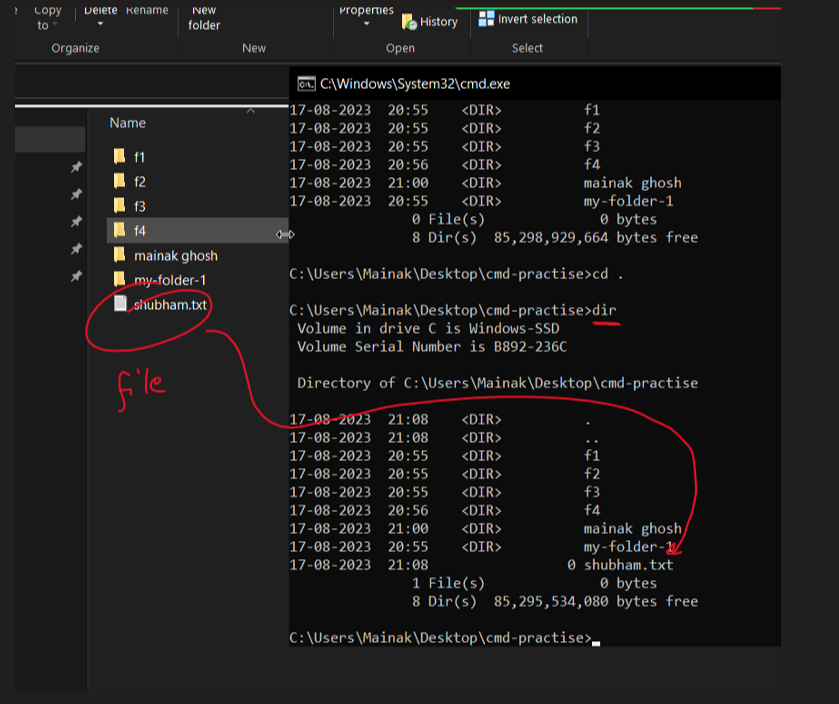 Copy
to
Delete
Rename
New
folder
Properties
History
Invert selection
Organize
New
Open
Select
Name
f1
f2
f3
f4
mainak ghosh
my-folder-1
shubham.txt
file
C:\Windows\System32\cmd.exe
17-08-2023  20:55    <DIR>          f1
17-08-2023  20:55    <DIR>          f2
17-08-2023  20:55    <DIR>          f3
17-08-2023  20:56    <DIR>          f4
17-08-2023  21:00    <DIR>          mainak ghosh
17-08-2023  20:55    <DIR>          my-folder-1
0 File(s)              0 bytes
8 Dir(s)  85,298,929,664 bytes free
C:\Users\Mainak\Desktop\cmd-practise>cd .
C:\Users\Mainak\Desktop\cmd-practise>dir
Volume in drive C is Windows-SSD
Volume Serial Number is B892-236C
Directory of C:\Users\Mainak\Desktop\cmd-practise
17-08-2023  21:08    <DIR>          .
17-08-2023  21:08    <DIR>          ..
17-08-2023  20:55    <DIR>          f1
17-08-2023  20:55    <DIR>          f2
17-08-2023  20:55    <DIR>          f3
17-08-2023  20:56    <DIR>          f4
17-08-2023  21:00    <DIR>          mainak ghosh
17-08-2023  20:55    <DIR>          my-folder-1
17-08-2023  21:08                 0 shubham.txt
1 File(s)              0 bytes
8 Dir(s)  85,295,534,080 bytes free
C:\Users\Mainak\Desktop\cmd-practise>